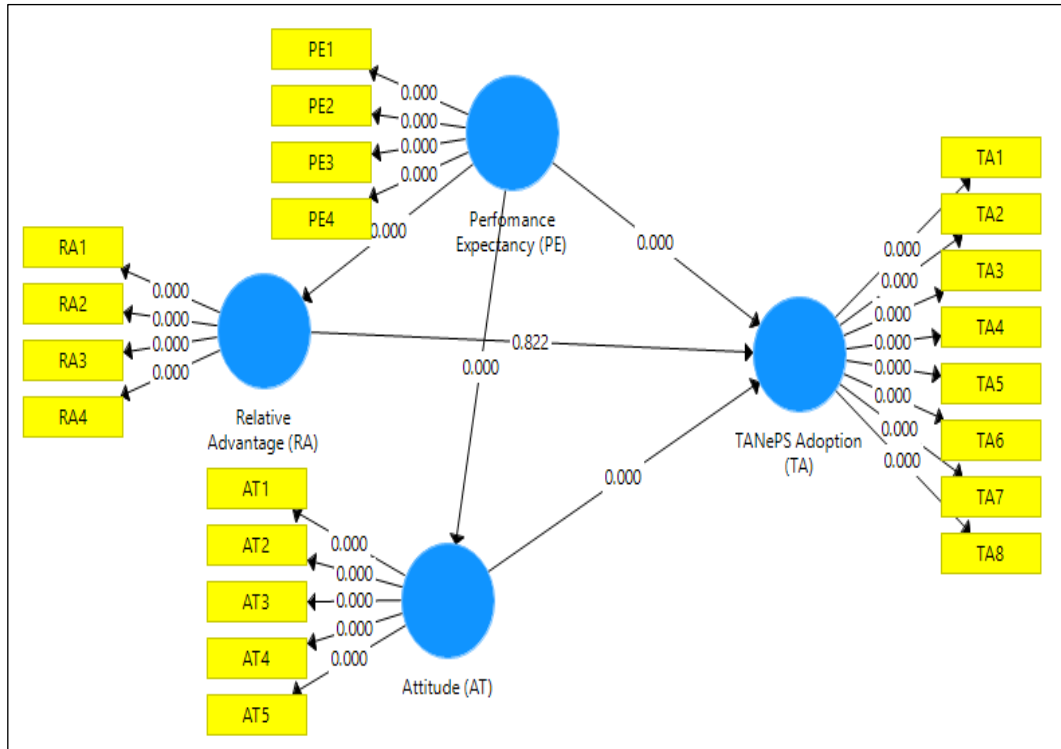 PE1
0.000
PE2
0.000
PE3
0.000
PE4
0.000
0.000
Perfomance
Expectancy (PE)
0.000
RA1
0.000
RA2
0.000
RA3
0.000
RA4
0.000
Relative
Advantage (RA)
0.822
0.000
TA1
0.000
TA2
0.000
TA3
0.000
TA4
0.000
TA5
0.000
TA6
0.000
TA7
0.000
TA8
0.000
TANePS Adoption
(TA)
0.000
AT1
0.000
AT2
0.000
AT3
0.000
AT4
0.000
AT5
0.000
Attitude (AT)